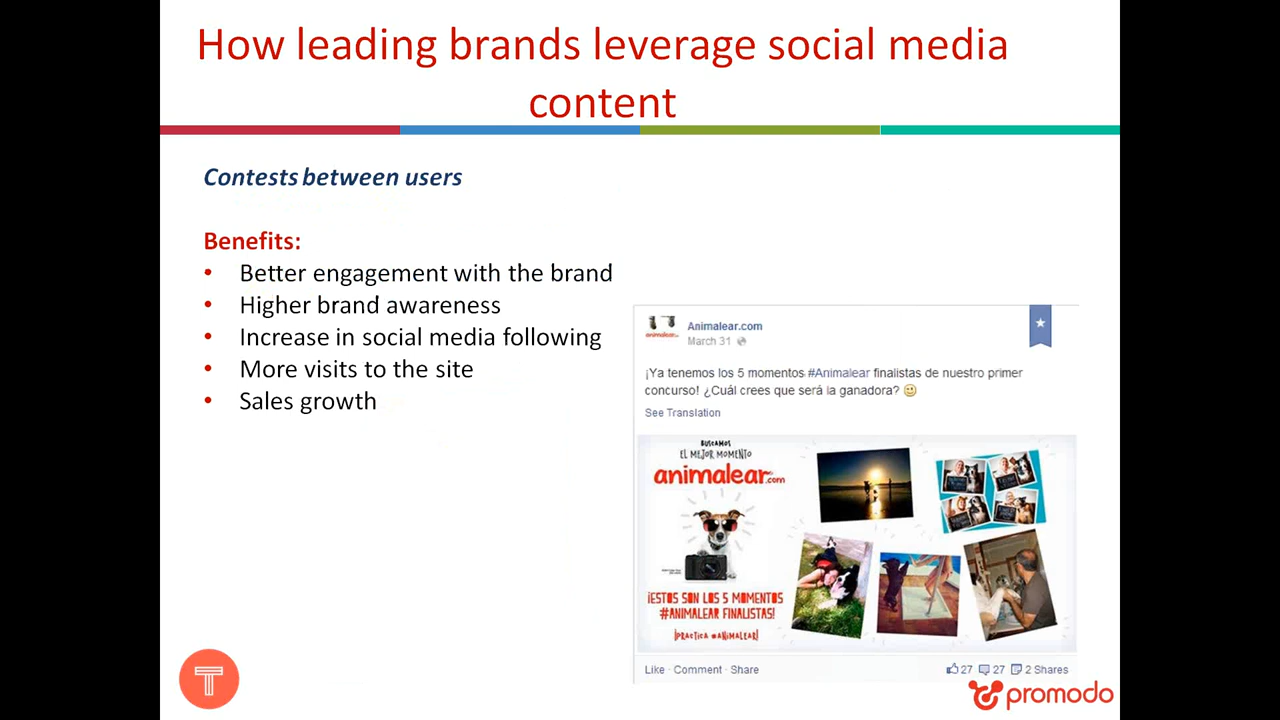 How leading brands leverage social media
content
Contests between users
Benefits:
• Better engagement with the brand
• Higher brand awareness
• Increase in social media following
• More visits to the site
• Sales growth
Animalear.com
March 31
¡Ya tenemos los 5 momentos #Animalear finalistas de nuestro primer
concurso! ¿Cuál crees que será la ganadora?
See Translation
BUSCAMOS
EL MEJOR MOMENTO
animalear.com
¡ESTOS SON LOS 5 MOMENTOS
#ANIMALEAR FINALISTAS!
¡PRACTICA #ANIMALEAR!
Like · Comment · Share
27 27 2 Shares
T
promodo